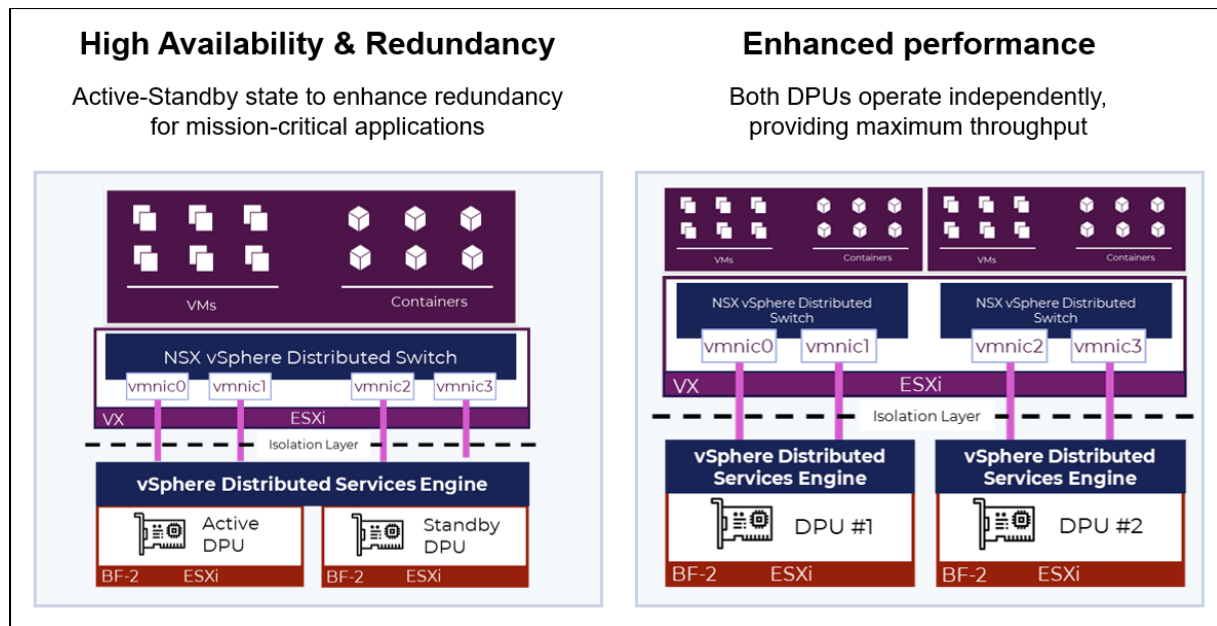 High Availability & Redundancy
Active-Standby state to enhance redundancy
for mission-critical applications
VMs
Containers
NSX vSphere Distributed Switch
vmnic0
vmnic1
vmnic2
vmnic3
VX
ESXi
Isolation Layer
vSphere Distributed Services Engine
Active
DPU
Standby
DPU
BF-2
ESXi
BF-2
ESXi
Enhanced performance
Both DPUs operate independently,
providing maximum throughput
VMs
Containers
VMs
Containers
NSX vSphere Distributed
Switch
NSX vSphere Distributed
Switch
vmnic0
vmnic1
vmnic2
vmnic3
VX
ESXi
Isolation Layer
vSphere Distributed
Services Engine
vSphere Distributed
Services Engine
DPU #1
DPU #2
BF-2
ESXi
BF-2
ESXi